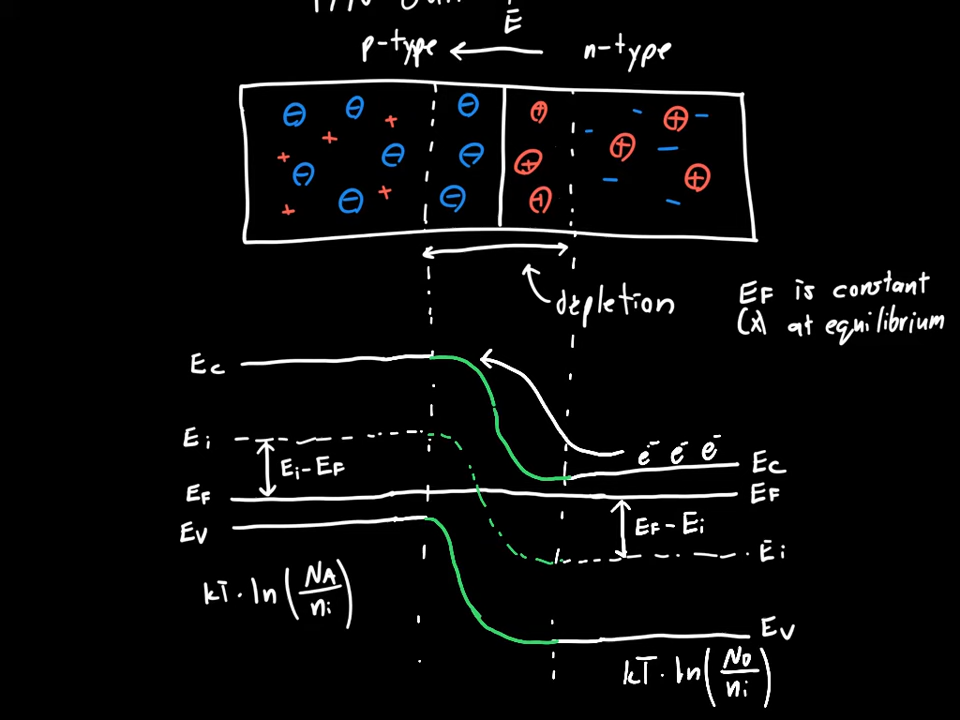 E
p-type
n-type
depletion
EF is constant
(x) at equilibrium
Ec
Ei
Ei - EF
EF
Ev
e⁻ e⁻ e⁻
Ec
EF
EF - Ei
Ei
Ev
kT · ln(NA/ni)
kT · ln(ND/ni)